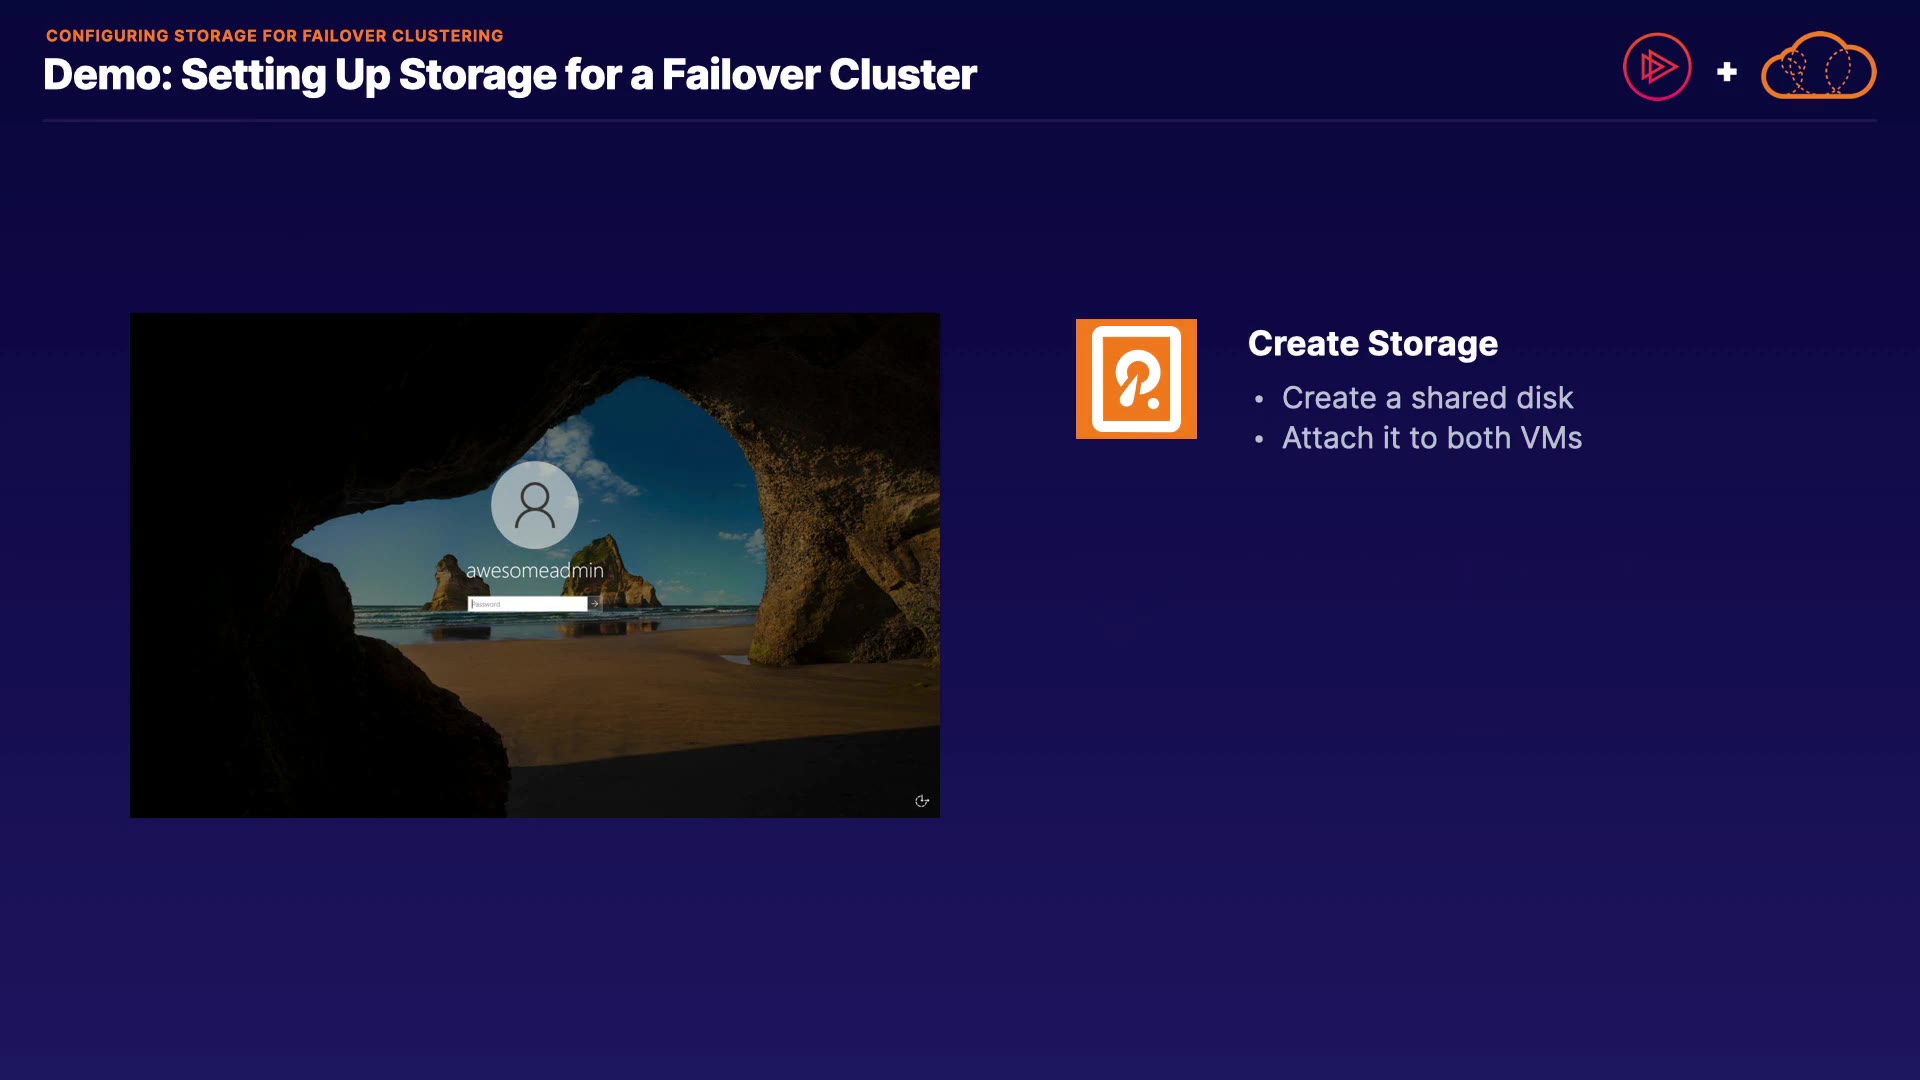 CONFIGURING STORAGE FOR FAILOVER CLUSTERING
Demo: Setting Up Storage for a Failover Cluster
awesomeadmin
Password
Create Storage
• Create a shared disk
• Attach it to both VMs